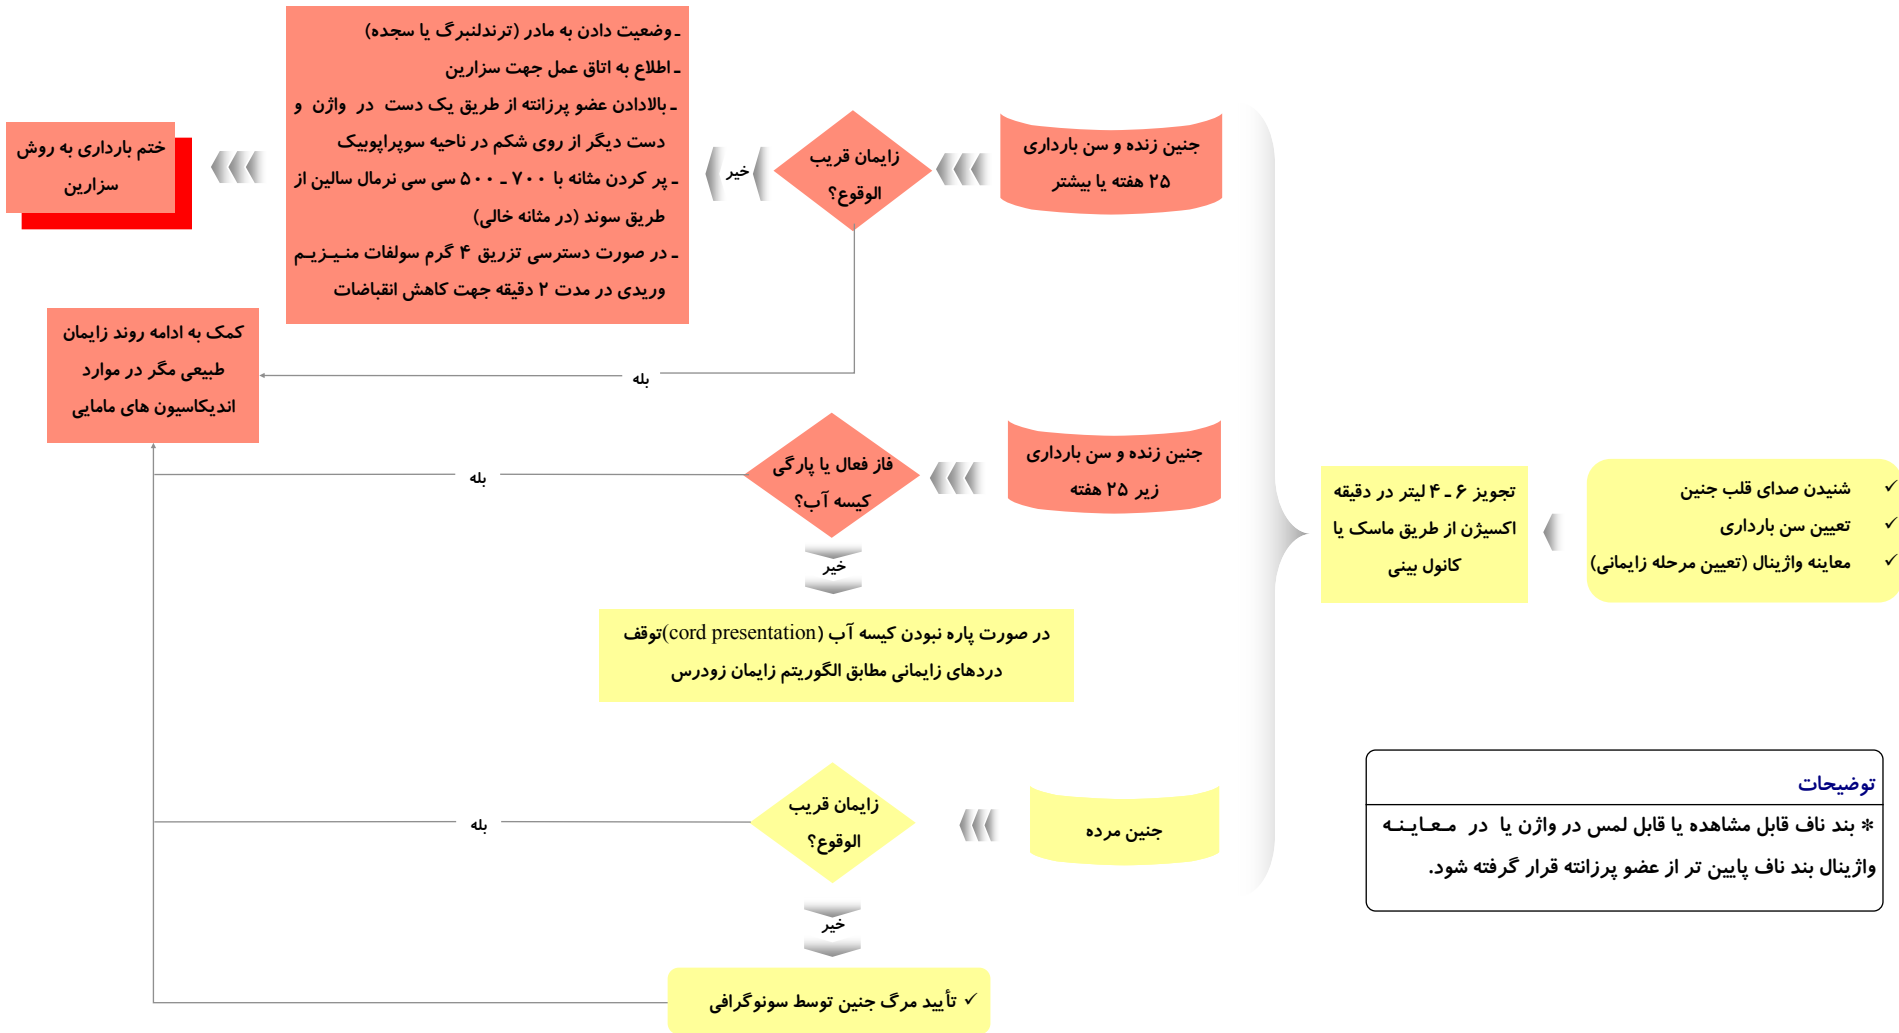 شنیدن صدای قلب جنین
تعیین سن بارداری
معاینه واژینال (تعیین مرحله زایمانی)
تجویز ۶ ـ ۴ لیتر در دقیقه
اکسیژن از طریق ماسک یا
کانول بینی
جنین زنده و سن بارداری
۲۵ هفته یا بیشتر
زایمان قریب
الوقوع؟
خیر
ـ وضعیت دادن به مادر (ترندلنبرگ یا سجده)
ـ اطلاع به اتاق عمل جهت سزارین
ـ بالادادن عضو پرزانته از طریق یک دست در واژن و
دست دیگر از روی شکم در ناحیه سوپراپوبیک
ـ پر کردن مثانه با ۷۰۰ ـ ۵۰۰ سی سی نرمال سالین از
طریق سوند (در مثانه خالی)
ـ در صورت دسترسی تزریق ۴ گرم سولفات منـیـزیـم
وریدی در مدت ۲ دقیقه جهت کاهش انقباضات
ختم بارداری به روش
سزارین
بله
کمک به ادامه روند زایمان
طبیعی مگر در موارد
اندیکاسیون های مامایی
جنین زنده و سن بارداری
زیر ۲۵ هفته
فاز فعال یا پارگی
کیسه آب؟
بله
خیر
در صورت پاره نبودن کیسه آب (cord presentation)توقف
دردهای زایمانی مطابق الگوریتم زایمان زودرس
جنین مرده
زایمان قریب
الوقوع؟
بله
خیر
✓ تأیید مرگ جنین توسط سونوگرافی
توضیحات
* بند ناف قابل مشاهده یا قابل لمس در واژن یا در مـعـایـنـه
واژینال بند ناف پایین تر از عضو پرزانته قرار گرفته شود.